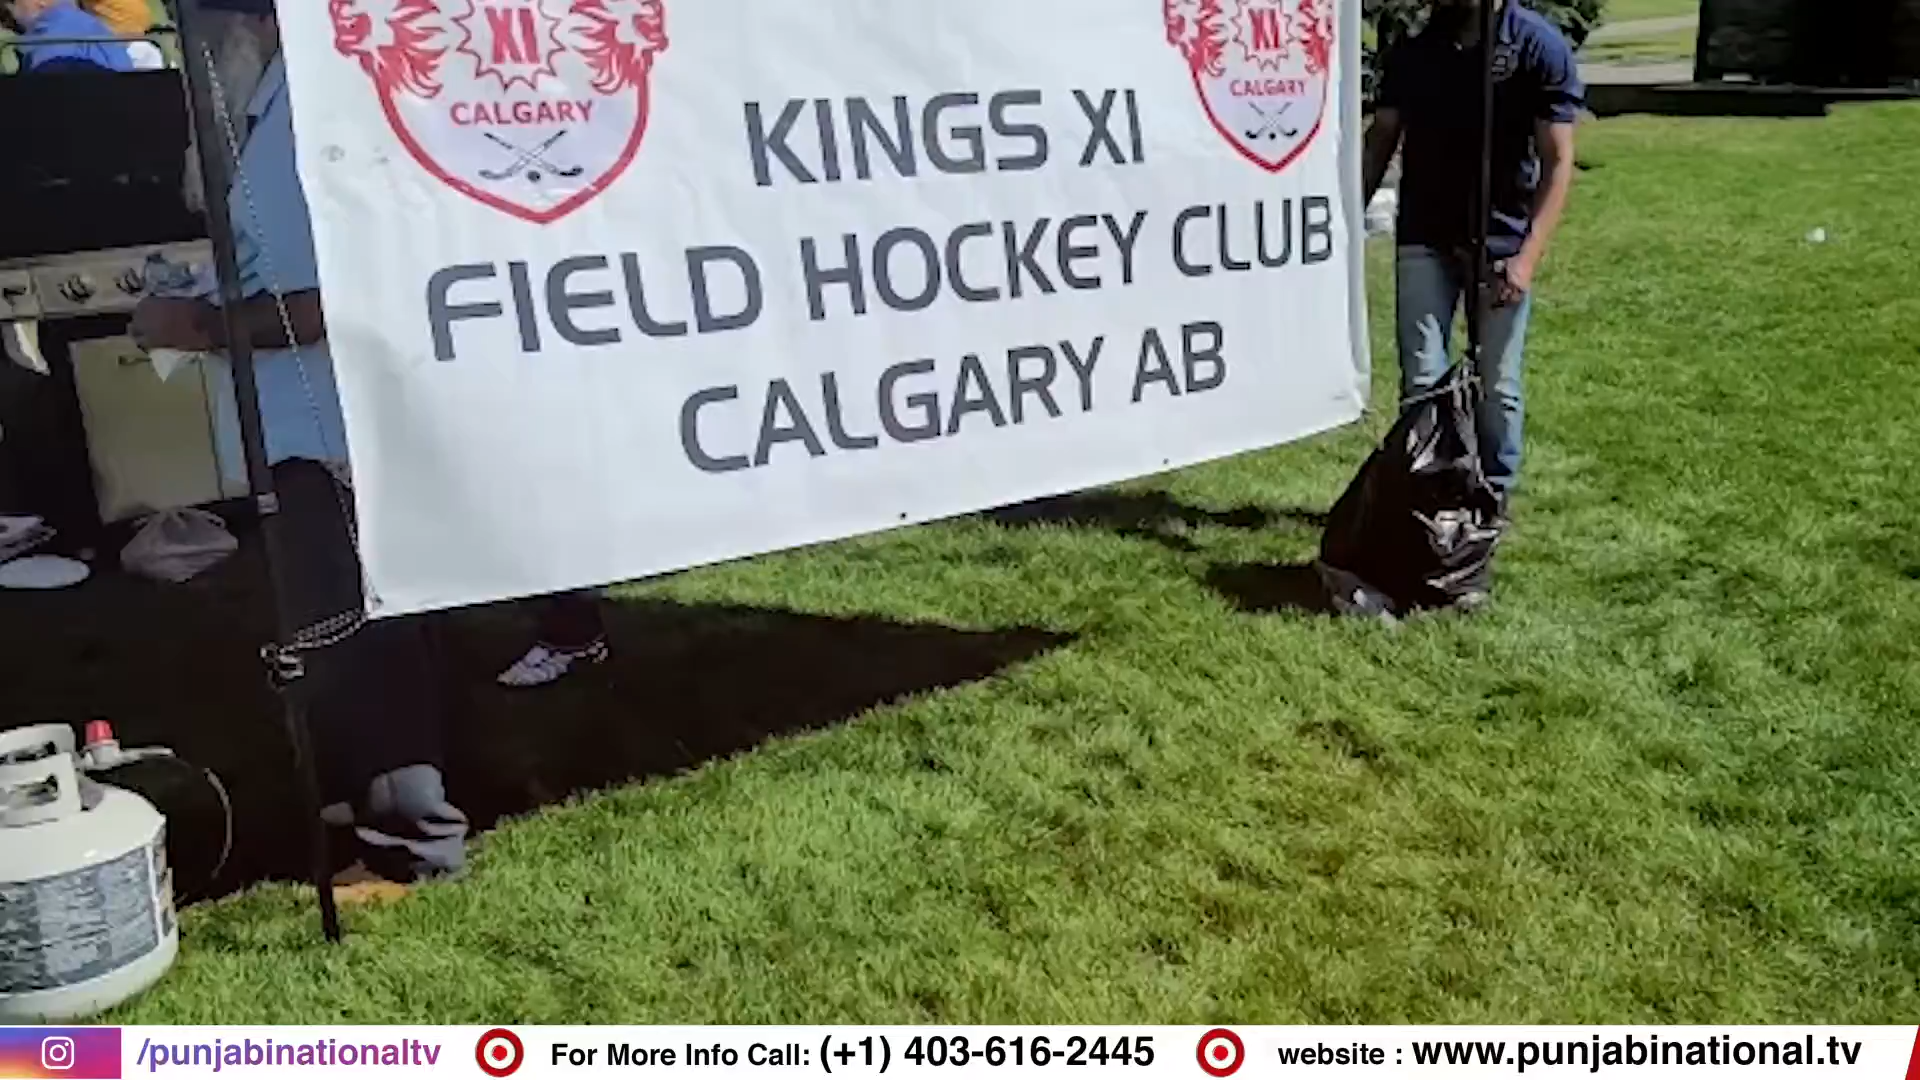 XI
CALGARY
XI
CALGARY
KINGS XI
FIELD HOCKEY CLUB
CALGARY AB
/punjabinationaltv
For More Info Call: (+1) 403-616-2445
website : www.punjabinational.tv